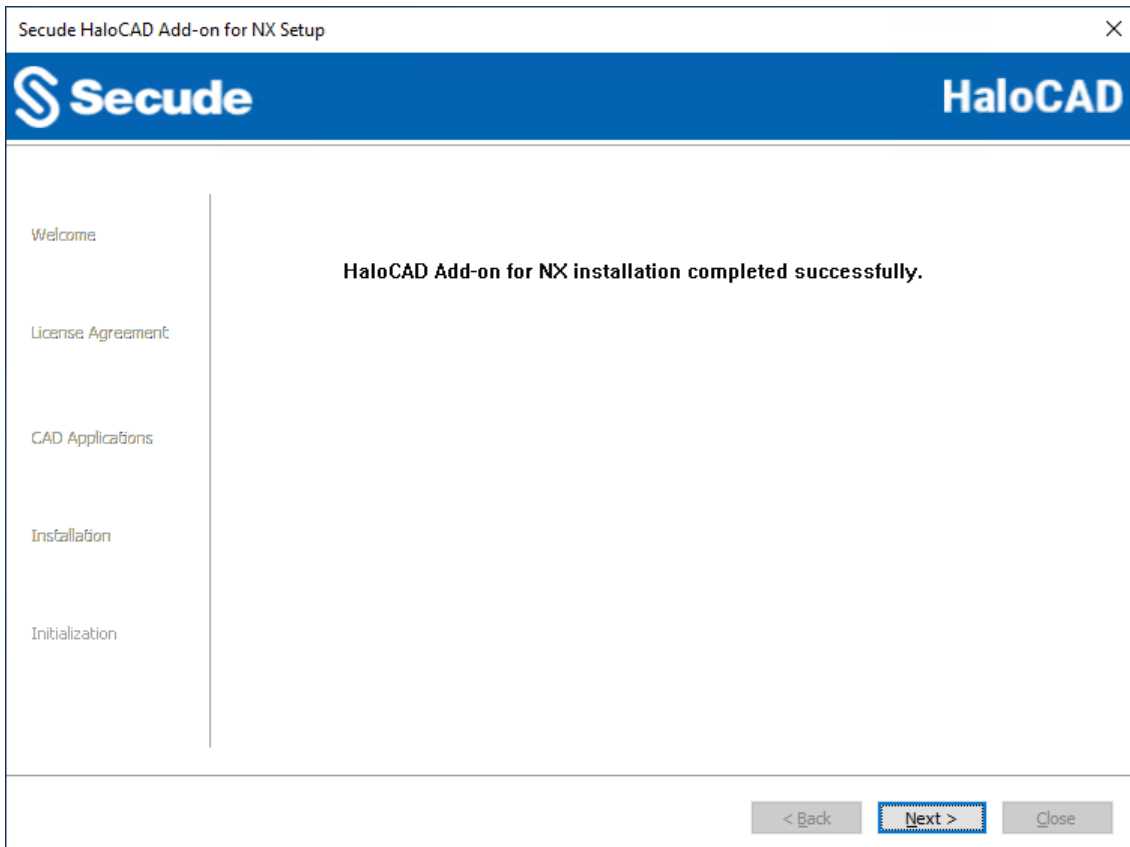 Secude HaloCAD Add-on for NX Setup
Secude
HaloCAD
Welcome
HaloCAD Add-on for NX installation completed successfully.
License Agreement
CAD Applications
Installation
Initialization
< Back
Next >
Close